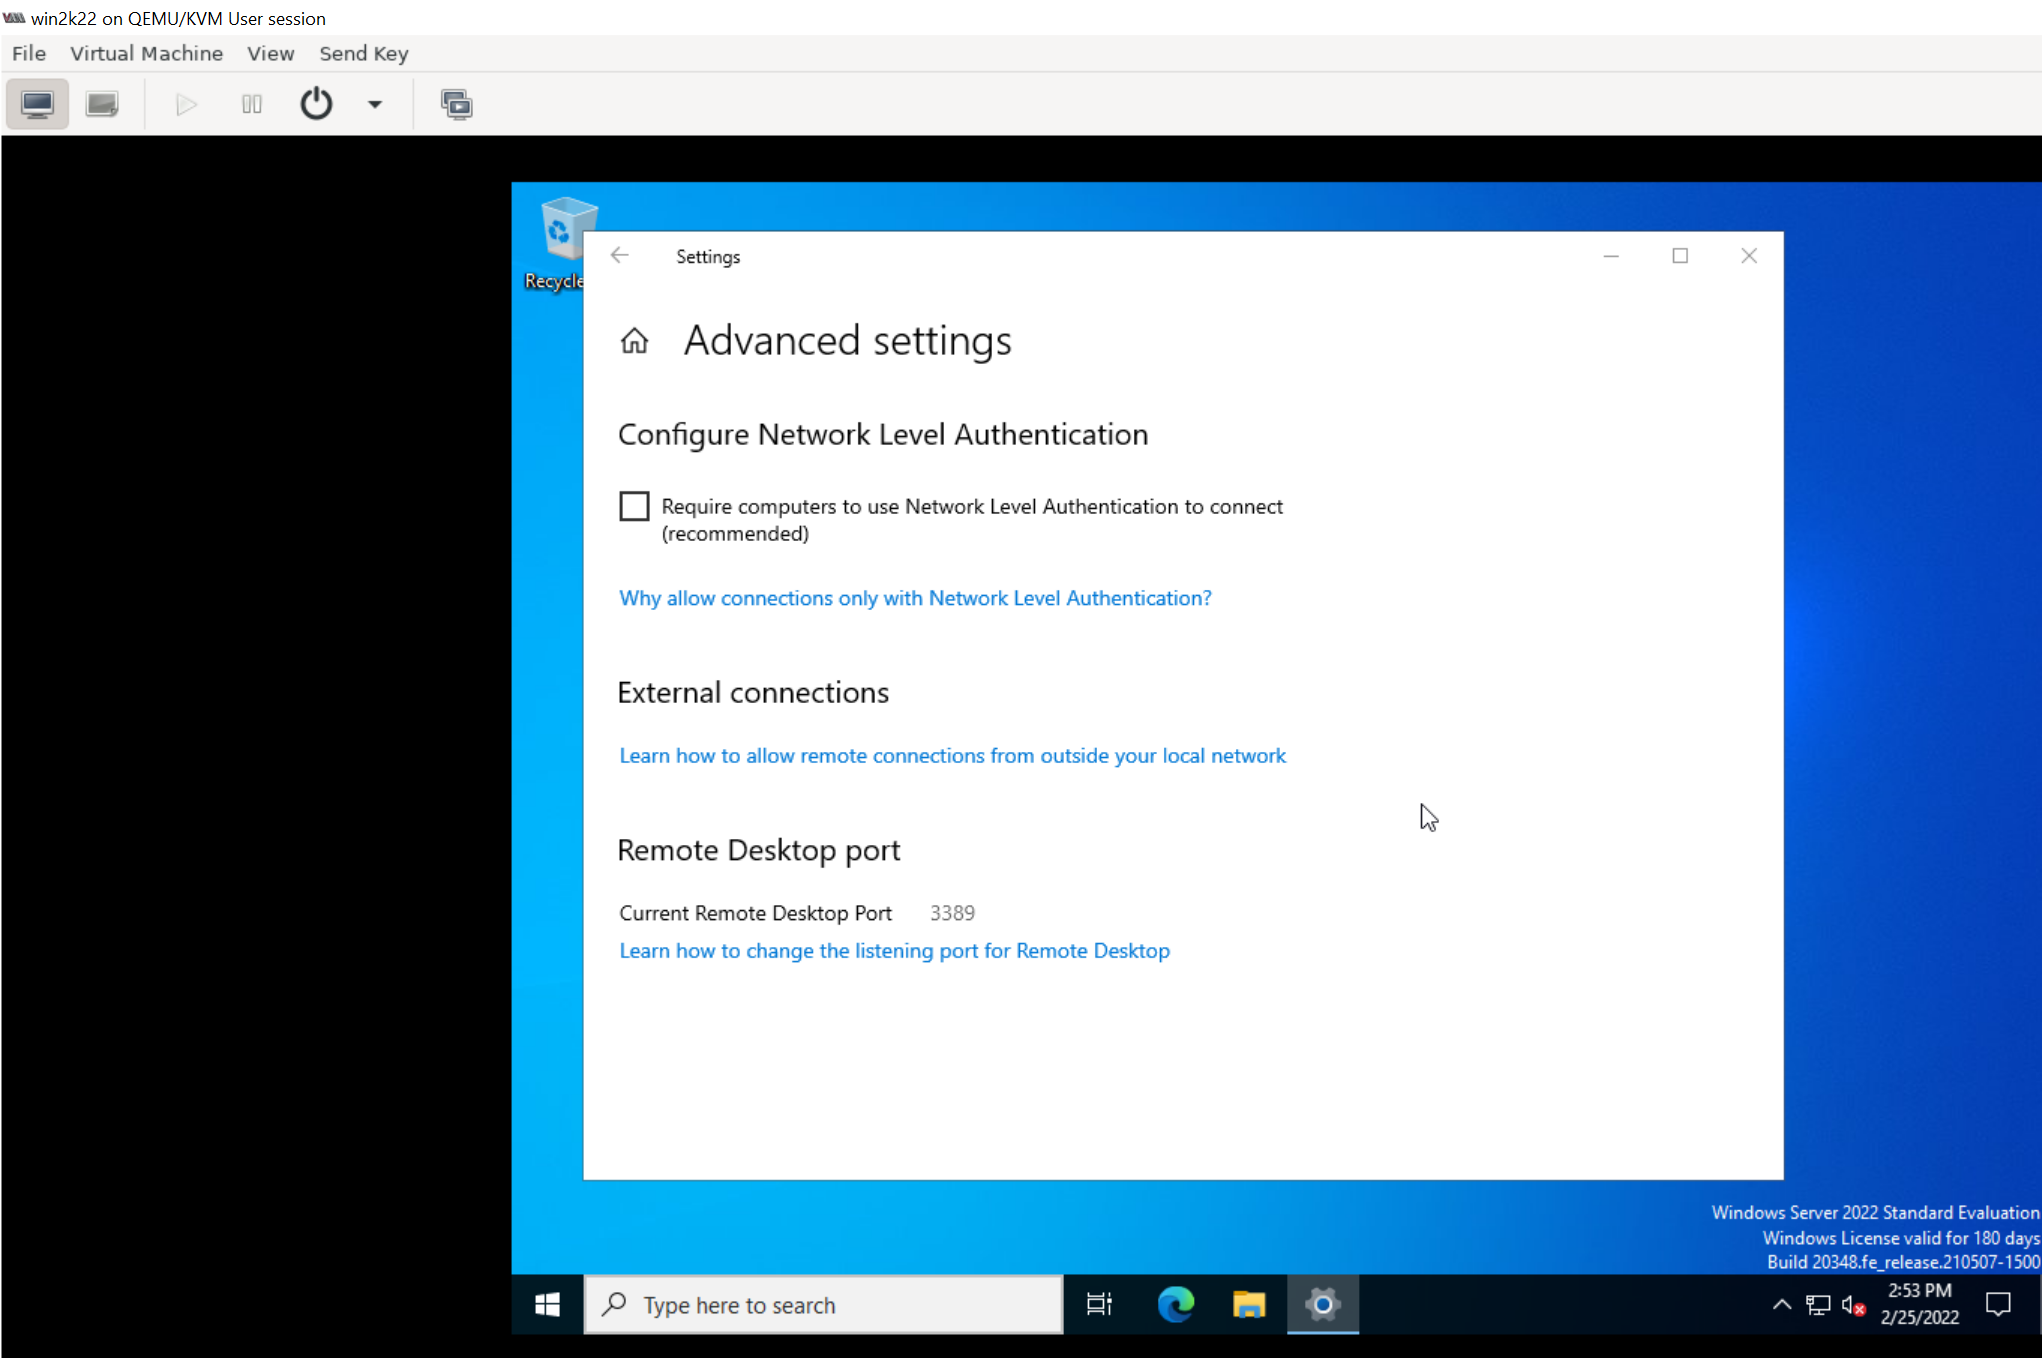 win2k22 on QEMU/KVM User session
File Virtual Machine View Send Key
Recycle
Settings
Advanced settings
Configure Network Level Authentication
Require computers to use Network Level Authentication to connect
(recommended)
Why allow connections only with Network Level Authentication?
External connections
Learn how to allow remote connections from outside your local network
Remote Desktop port
Current Remote Desktop Port 3389
Learn how to change the listening port for Remote Desktop
Windows Server 2022 Standard Evaluation
Windows License valid for 180 days
Build 20348.fe_release.210507-1500
Type here to search
2:53 PM
2/25/2022